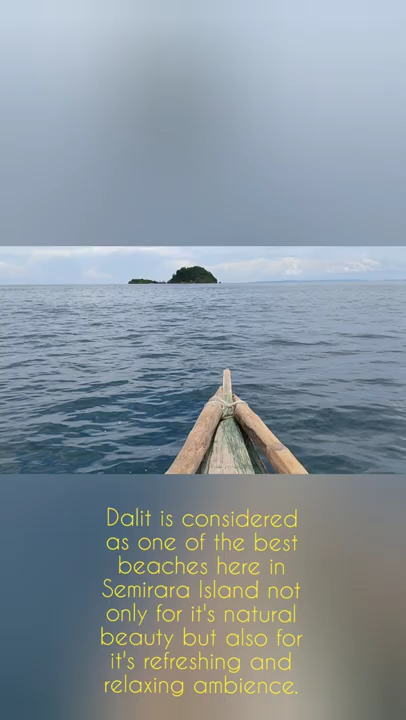 Dalit is considered
as one of the best
beaches here in
Semirara Island not
only for it's natural
beauty but also for
it's refreshing and
relaxing ambience.